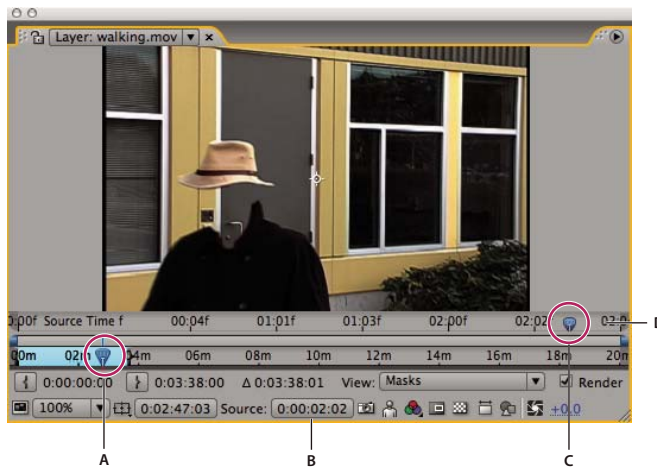 Layer: walking.mov
0:00f Source Time f 00:04f 01:01f 01:03f 02:00f 02:02
D
00m 02m 04m 06m 08m 10m 12m 14m 16m 18m 20m
0:00:00:00 0:03:38:00 Δ 0:03:38:01 View: Masks Render
100% 0:02:47:03 Source: 0:00:02:02 +0.0
A B C